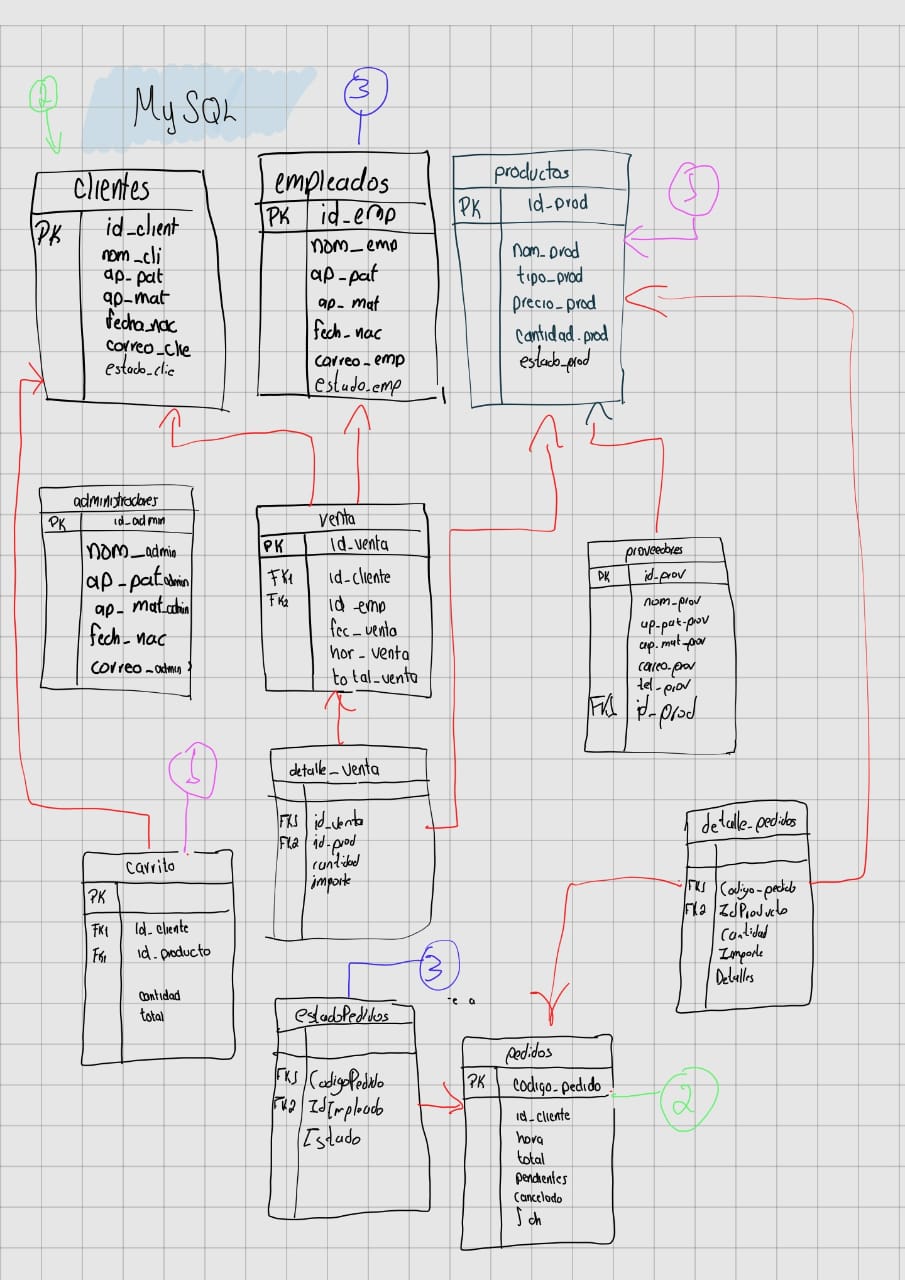 2
MySQL
3
clientes
PK id_client
nom_cli
ap_pat
ap_mat
fecha_nac
correo_clie
estado_clie
empleados
PK id_emp
nom_emp
ap_pat
ap_mat
fech_nac
correo_emp
estado_emp
productos
PK id_prod
nom_prod
tipo_prod
precio_prod
cantidad_prod
estado_prod
1
administradores
PK id_admin
nom_admin
ap_pat_admin
ap_mat_admin
fech_nac
correo_admin
venta
PK id_venta
FK1 id_cliente
FK2 id_emp
fec_venta
hor_venta
total_venta
proveedores
PK id_prov
nom_prov
ap_pat_prov
ap_mat_prov
correo_prov
tel_prov
FK1 id_prod
detalle_venta
FK1 id_venta
FK2 id_prod
cantidad
importe
1
carrito
PK
FK1 id_cliente
FK1 id_producto
cantidad
total
detalle_pedidos
FK1 Codigo_pedido
FK2 IdProducto
Cantidad
Importe
Detalles
3
estadoPedidos
FK1 CodigoPedido
FK2 IdEmpleado
Estado
pedidos
PK codigo_pedido
id_cliente
hora
total
pendientes
cancelado
2